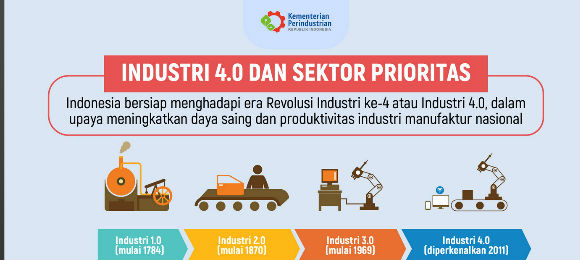 Kementerian
Perindustrian
REPUBLIK INDONESIA
INDUSTRI 4.0 DAN SEKTOR PRIORITAS
Indonesia bersiap menghadapi era Revolusi Industri ke-4 atau Industri 4.0, dalam
upaya meningkatkan daya saing dan produktivitas industri manufaktur nasional
Industri 1.0
(mulai 1784)
Industri 2.0
(mulai 1870)
Industri 3.0
(mulai 1969)
Industri 4.0
(diperkenalkan 2011)